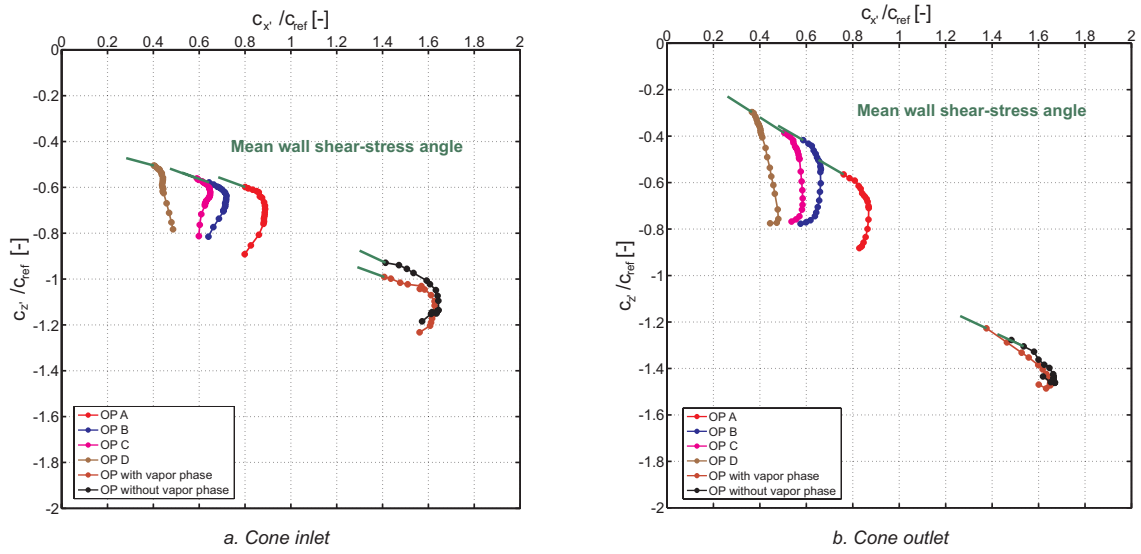 c_x' /c_ref [-]
0 0.2 0.4 0.6 0.8 1 1.2 1.4 1.6 1.8 2
0
-0.2
-0.4
-0.6
-0.8
-1
-1.2
-1.4
-1.6
-1.8
-2
c_z' /c_ref [-]
Mean wall shear-stress angle
OP A
OP B
OP C
OP D
OP with vapor phase
OP without vapor phase
a. Cone inlet
c_x' /c_ref [-]
0 0.2 0.4 0.6 0.8 1 1.2 1.4 1.6 1.8 2
0
-0.2
-0.4
-0.6
-0.8
-1
-1.2
-1.4
-1.6
-1.8
-2
c_z' /c_ref [-]
Mean wall shear-stress angle
OP A
OP B
OP C
OP D
OP with vapor phase
OP without vapor phase
b. Cone outlet